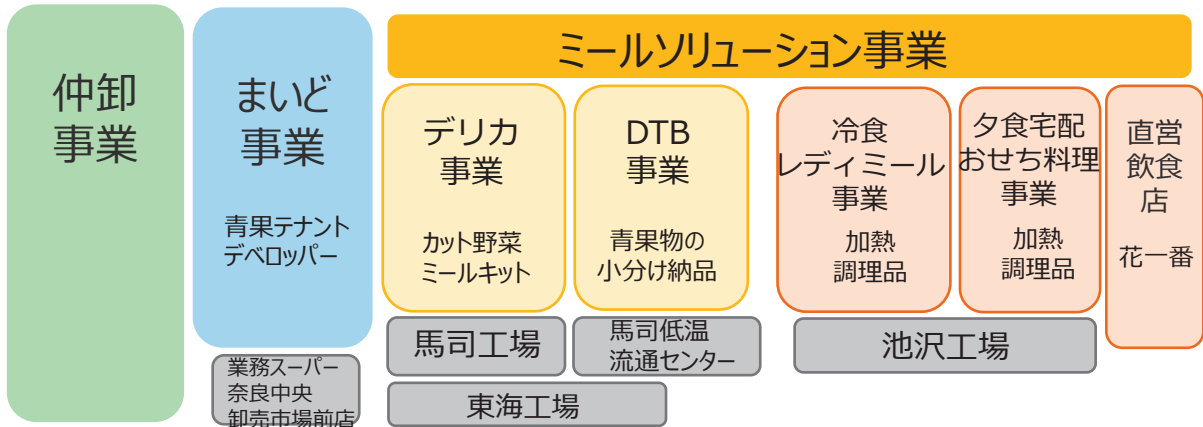 仲卸
事業
まいど
事業
青果テナント
デベロッパー
業務スーパー
奈良中央
卸売市場前店
ミールソリューション事業
デリカ
事業
カット野菜
ミールキット
DTB
事業
青果物の
小分け納品
冷食
レディミール
事業
加熱
調理品
夕食宅配
おせち料理
事業
加熱
調理品
直営
飲食
店
花一番
馬司工場
馬司低温
流通センター
池沢工場
東海工場